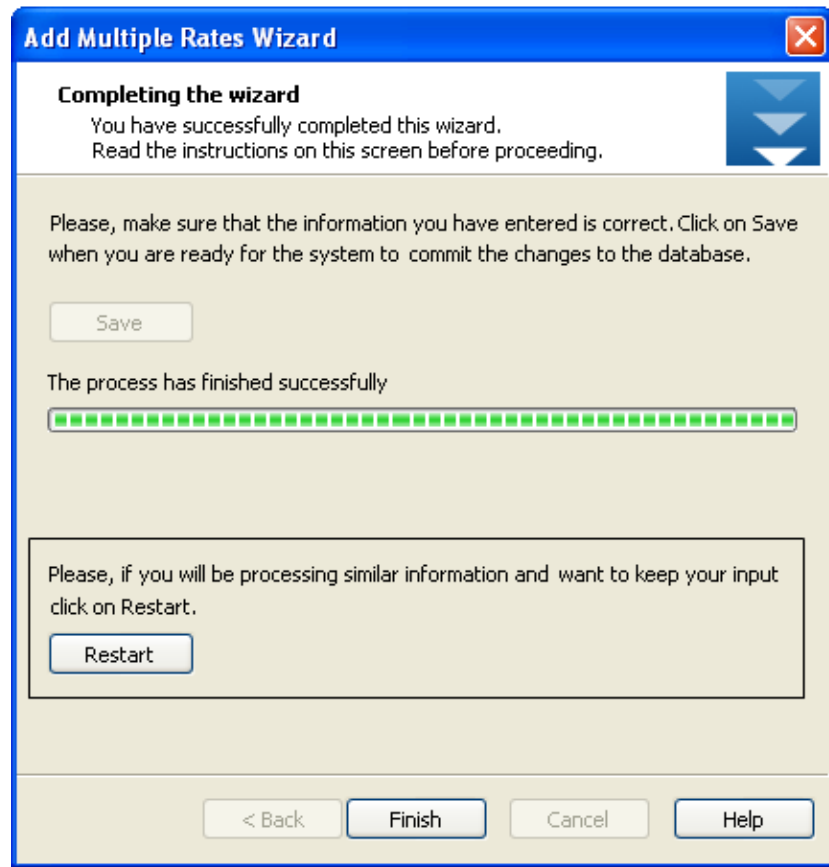 Add Multiple Rates Wizard
Completing the wizard
You have successfully completed this wizard.
Read the instructions on this screen before proceeding.
Please, make sure that the information you have entered is correct. Click on Save
when you are ready for the system to commit the changes to the database.
Save
The process has finished successfully
Please, if you will be processing similar information and want to keep your input
click on Restart.
Restart
< Back Finish Cancel Help